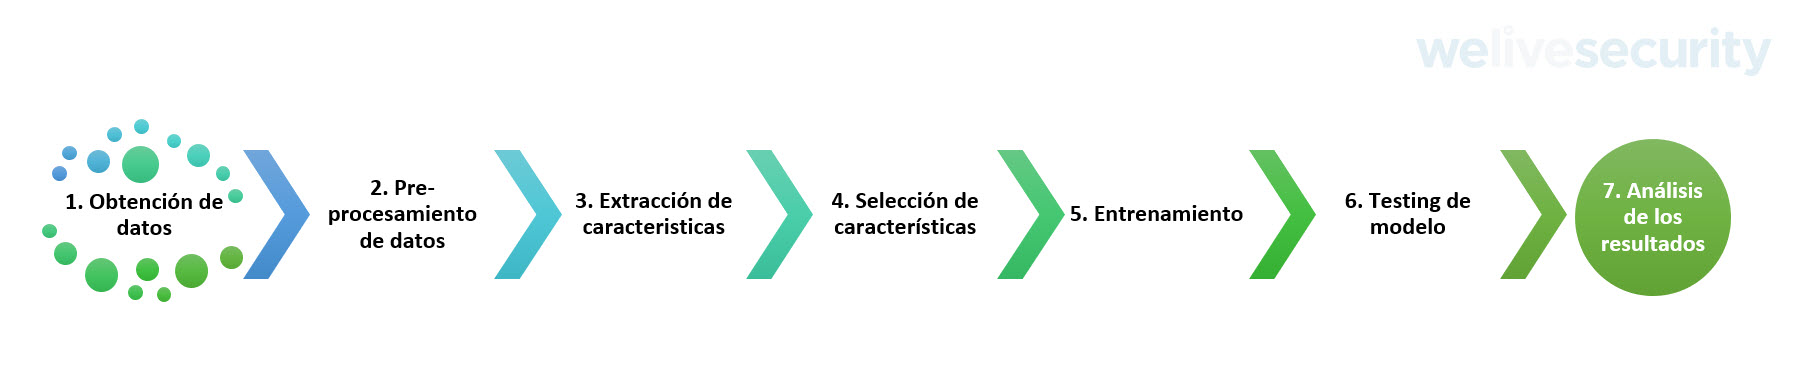 welivesecurity
1. Obtención de
datos
2. Pre-
procesamiento
de datos
3. Extracción de
caracteristicas
4. Selección de
características
5. Entrenamiento
6. Testing de
modelo
7. Análisis
de los
resultados